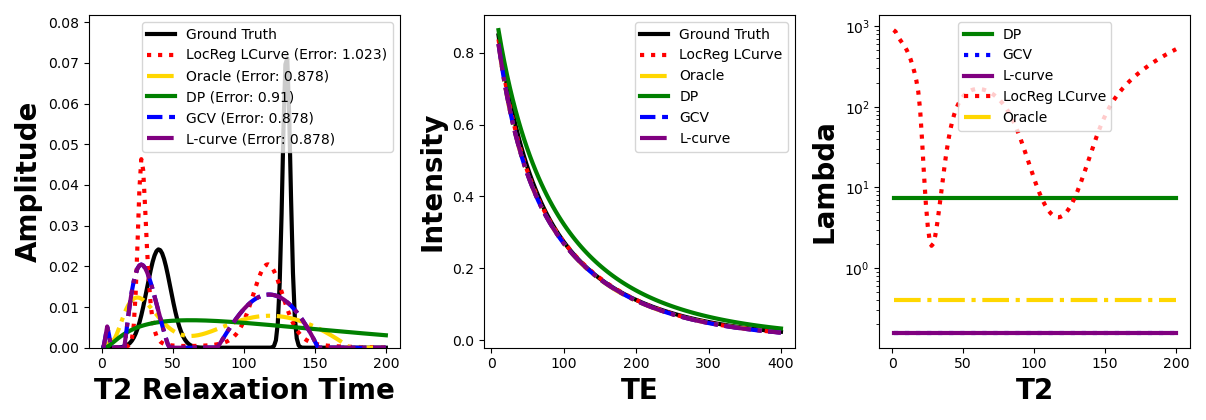 0.08
0.07
0.06
0.05
0.04
0.03
0.02
0.01
0.00
Amplitude
Ground Truth
LocReg LCurve (Error: 1.023)
Oracle (Error: 0.878)
DP (Error: 0.91)
GCV (Error: 0.878)
L-curve (Error: 0.878)
0 50 100 150 200
T2 Relaxation Time
0.8
0.6
0.4
0.2
0.0
Intensity
Ground Truth
LocReg LCurve
Oracle
DP
GCV
L-curve
0 100 200 300 400
TE
10³
10²
10¹
10⁰
Lambda
DP
GCV
L-curve
LocReg LCurve
Oracle
0 50 100 150 200
T2